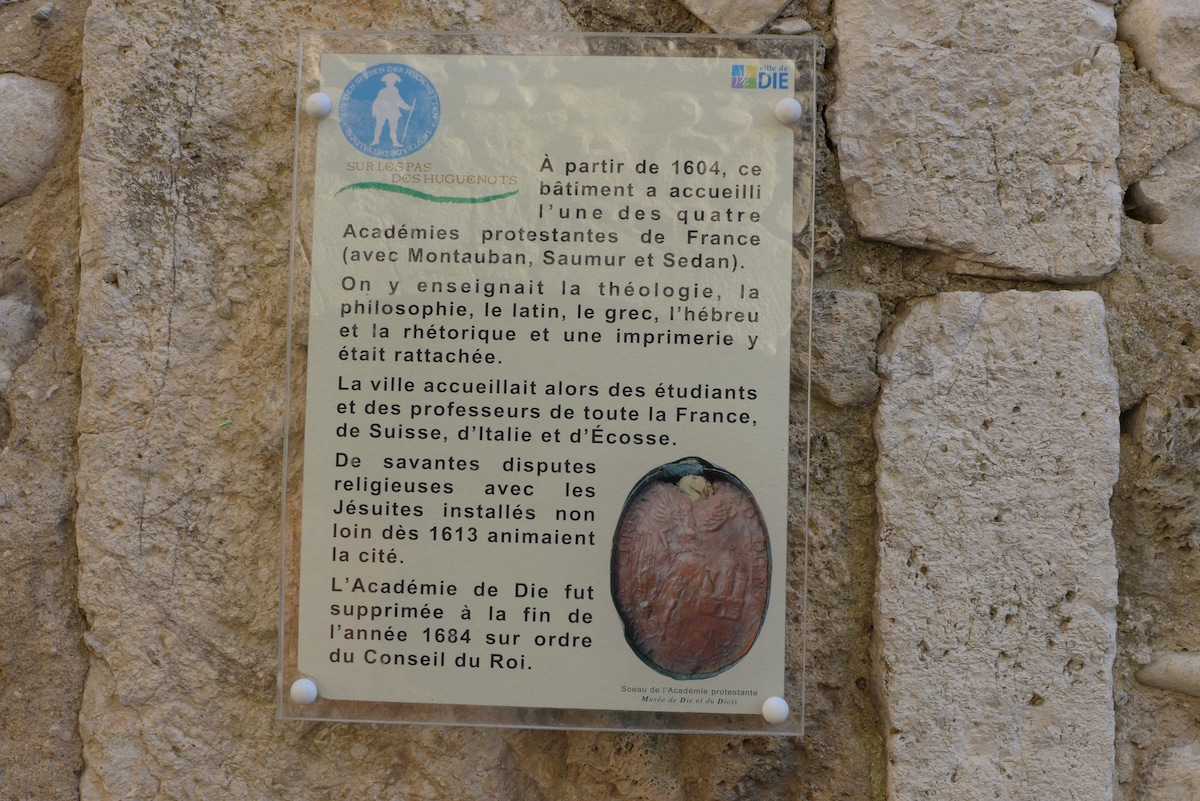 ville de
DIE
SUR LES PAS
DES HUGUENOTS
À partir de 1604, ce
bâtiment a accueilli
l'une des quatre
Académies protestantes de France
(avec Montauban, Saumur et Sedan).
On y enseignait la théologie, la
philosophie, le latin, le grec, l'hébreu
et la rhétorique et une imprimerie y
était rattachée.
La ville accueillait alors des étudiants
et des professeurs de toute la France,
de Suisse, d'Italie et d'Écosse.
De savantes disputes
religieuses avec les
Jésuites installés non
loin dès 1613 animaient
la cité.
L'Académie de Die fut
supprimée à la fin de
l'année 1684 sur ordre
du Conseil du Roi.
Sceau de l'Académie protestante
Musée de Die et du Diois